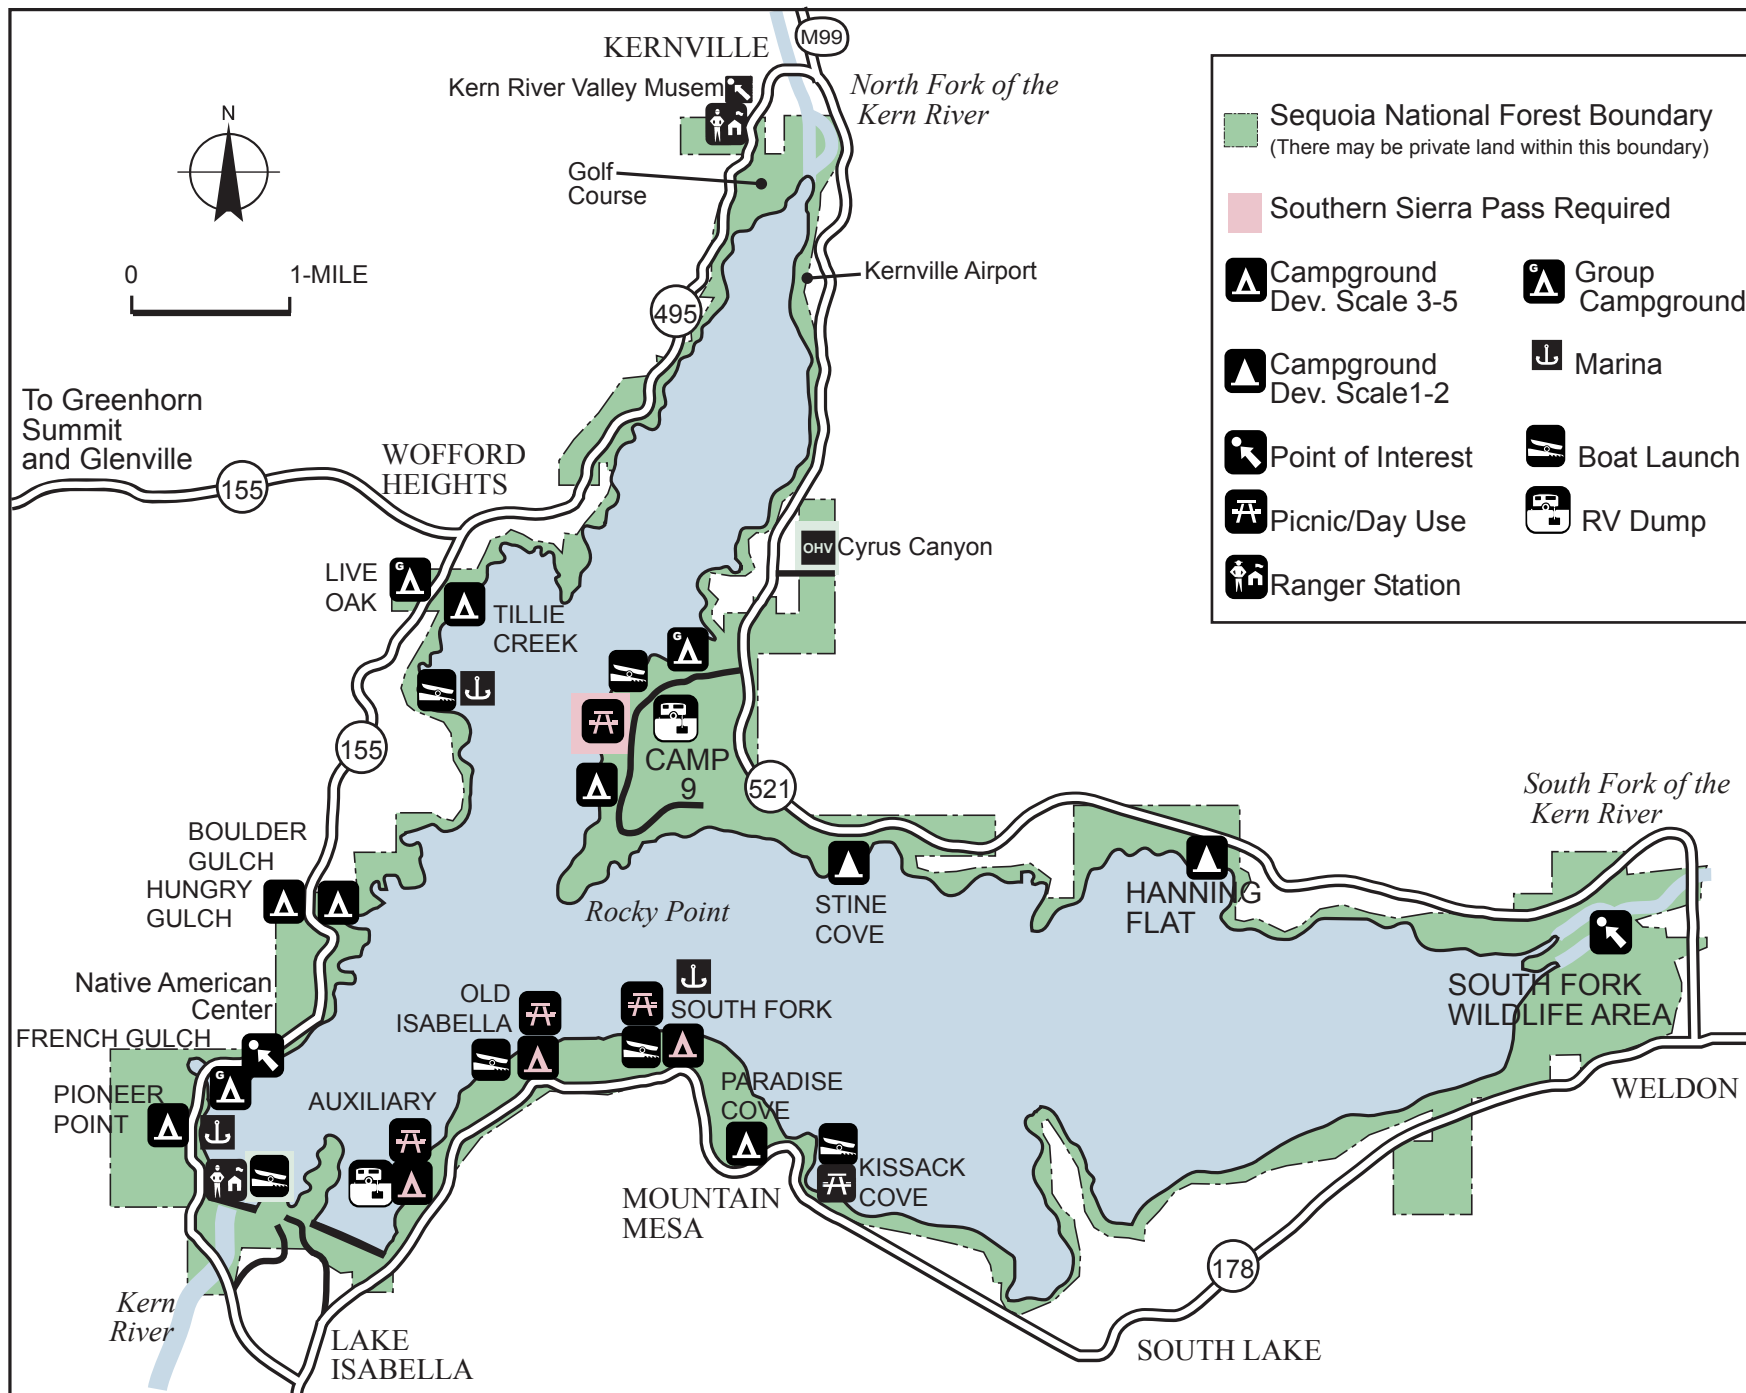 KERNVILLE
M99
Kern River Valley Musem
North Fork of the
Kern River
N
Golf
Course
0
1-MILE
Kernville Airport
495
To Greenhorn
Summit
and Glenville
WOFFORD
HEIGHTS
155
OHV
Cyrus Canyon
LIVE
OAK
G
TILLIE
CREEK
G
155
CAMP
9
521
South Fork of the
Kern River
BOULDER
GULCH
HUNGRY
GULCH
Rocky Point
STINE
COVE
HANNING
FLAT
Native American
Center
OLD
ISABELLA
SOUTH FORK
SOUTH FORK
WILDLIFE AREA
FRENCH GULCH
G
PIONEER
POINT
AUXILIARY
PARADISE
COVE
WELDON
KISSACK
COVE
MOUNTAIN
MESA
178
Kern
River
LAKE
ISABELLA
SOUTH LAKE
Sequoia National Forest Boundary
(There may be private land within this boundary)
Southern Sierra Pass Required
Campground
Dev. Scale 3-5
G
Group
Campground
Campground
Dev. Scale1-2
Marina
Point of Interest
Boat Launch
Picnic/Day Use
RV Dump
Ranger Station